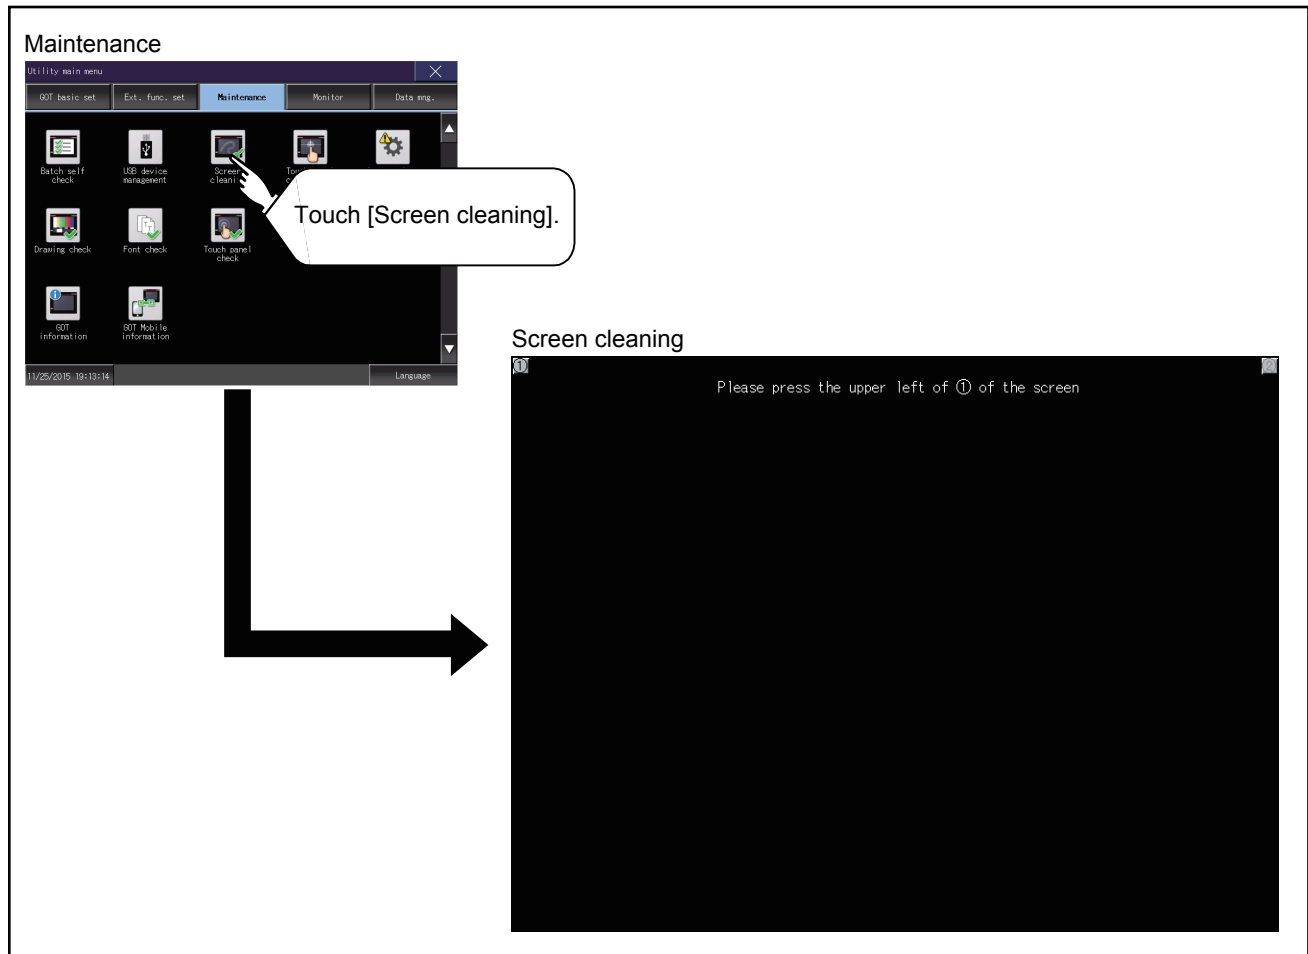 Maintenance
Utility main menu
GOT basic set
Ext. func. set
Maintenance
Monitor
Data mng.
Batch self
check
USB device
management
Screen
Touch [Screen cleaning].
Drawing check
Font check
Touch panel
check
GOT
information
GOT Mobile
information
11/25/2015 19:13:14
Language
Screen cleaning
① ②
Please press the upper left of ① of the screen